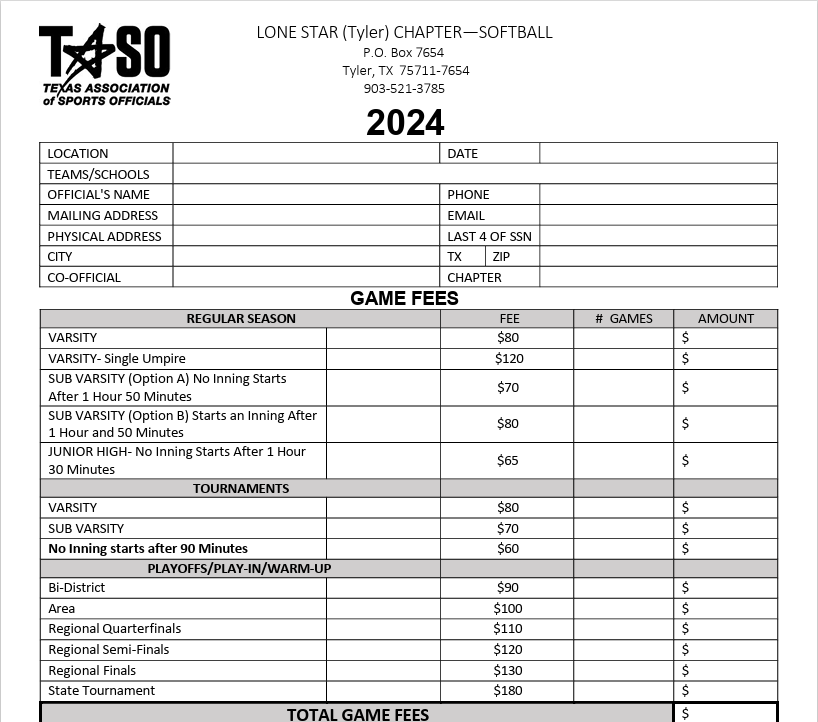 TASO
TEXAS ASSOCIATION
of SPORTS OFFICIALS
LONE STAR (Tyler) CHAPTER—SOFTBALL
P.O. Box 7654
Tyler, TX 75711-7654
903-521-3785
2024
LOCATION DATE
TEAMS/SCHOOLS
OFFICIAL'S NAME PHONE
MAILING ADDRESS EMAIL
PHYSICAL ADDRESS LAST 4 OF SSN
CITY TX ZIP
CO-OFFICIAL CHAPTER
GAME FEES
REGULAR SEASON FEE # GAMES AMOUNT
VARSITY $80 $
VARSITY- Single Umpire $120 $
SUB VARSITY (Option A) No Inning Starts
After 1 Hour 50 Minutes $70 $
SUB VARSITY (Option B) Starts an Inning After
1 Hour and 50 Minutes $80 $
JUNIOR HIGH- No Inning Starts After 1 Hour
30 Minutes $65 $
TOURNAMENTS
VARSITY $80 $
SUB VARSITY $70 $
No Inning starts after 90 Minutes $60 $
PLAYOFFS/PLAY-IN/WARM-UP
Bi-District $90 $
Area $100 $
Regional Quarterfinals $110 $
Regional Semi-Finals $120 $
Regional Finals $130 $
State Tournament $180 $
TOTAL GAME FEES $